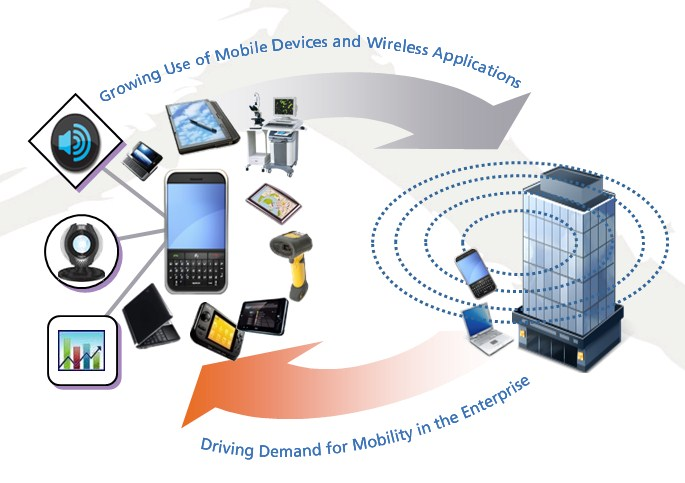 Growing Use of Mobile Devices and Wireless Applications
Driving Demand for Mobility in the Enterprise